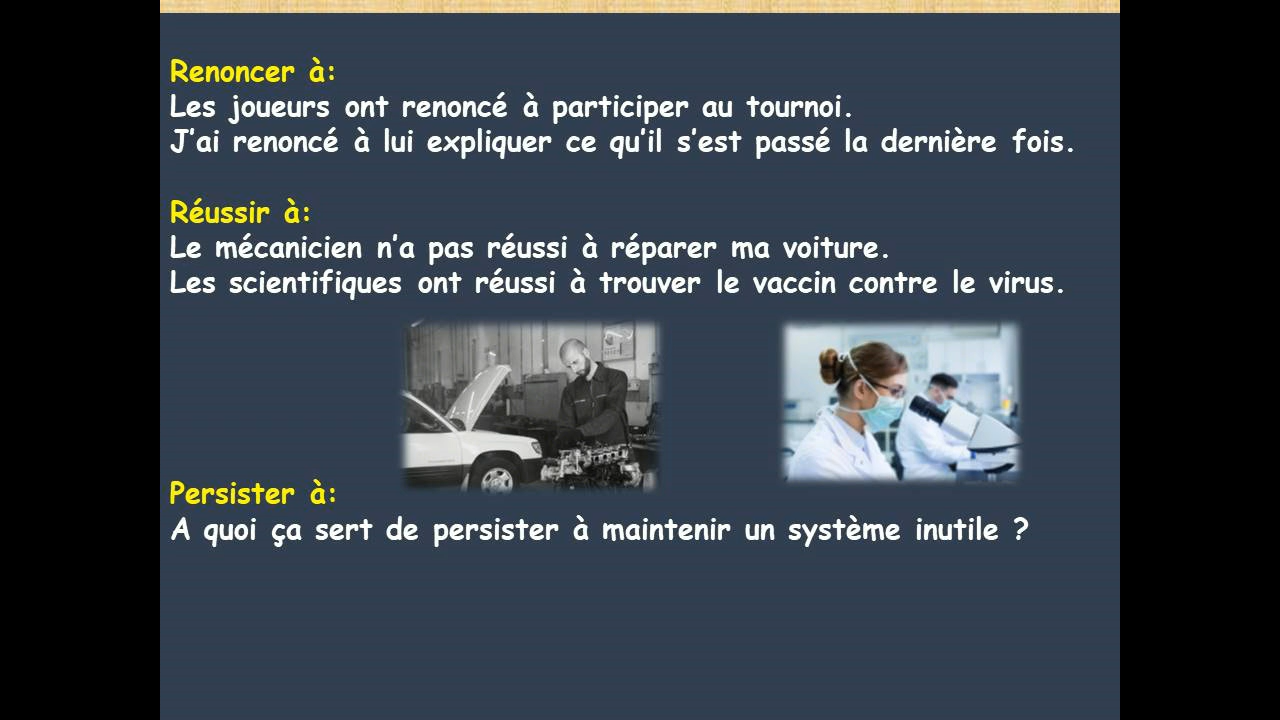 Renoncer à:
Les joueurs ont renoncé à participer au tournoi.
J'ai renoncé à lui expliquer ce qu'il s'est passé la dernière fois.
Réussir à:
Le mécanicien n'a pas réussi à réparer ma voiture.
Les scientifiques ont réussi à trouver le vaccin contre le virus.
Persister à:
A quoi ça sert de persister à maintenir un système inutile ?